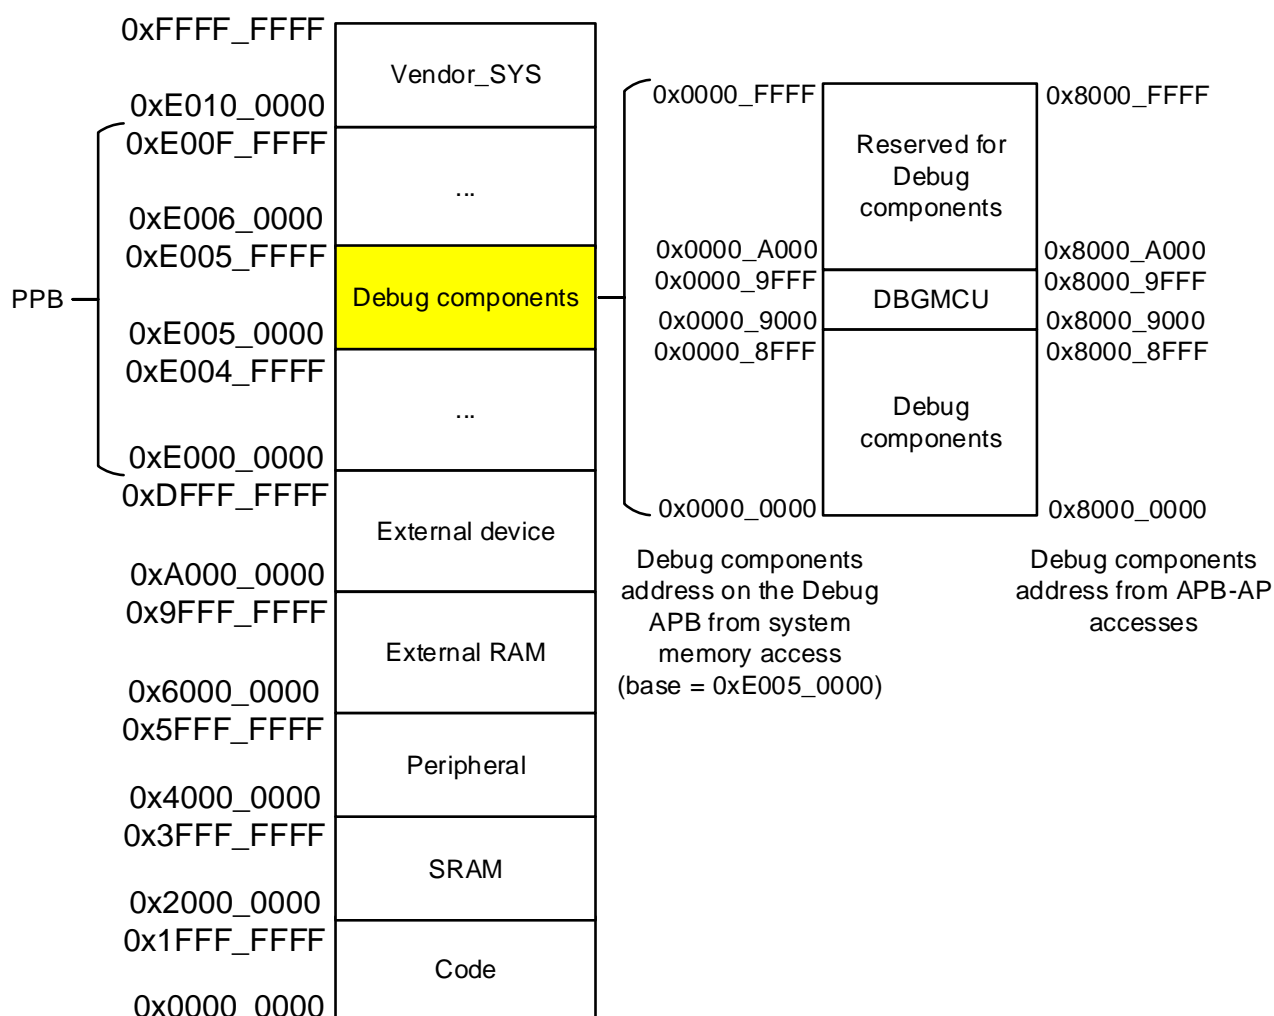 0xFFFF_FFFF
Vendor_SYS
0xE010_0000
0xE00F_FFFF
...
0xE006_0000
0xE005_FFFF
PPB
Debug components
0xE005_0000
0xE004_FFFF
...
0xE000_0000
0xDFFF_FFFF
External device
0xA000_0000
0x9FFF_FFFF
External RAM
0x6000_0000
0x5FFF_FFFF
Peripheral
0x4000_0000
0x3FFF_FFFF
SRAM
0x2000_0000
0x1FFF_FFFF
Code
0x0000_0000
0x0000_FFFF
0x8000_FFFF
Reserved for
Debug
components
0x0000_A000
0x8000_A000
0x0000_9FFF
0x8000_9FFF
DBGMCU
0x0000_9000
0x8000_9000
0x0000_8FFF
0x8000_8FFF
Debug
components
0x0000_0000
0x8000_0000
Debug components
address on the Debug
APB from system
memory access
(base = 0xE005_0000)
Debug components
address from APB-AP
accesses